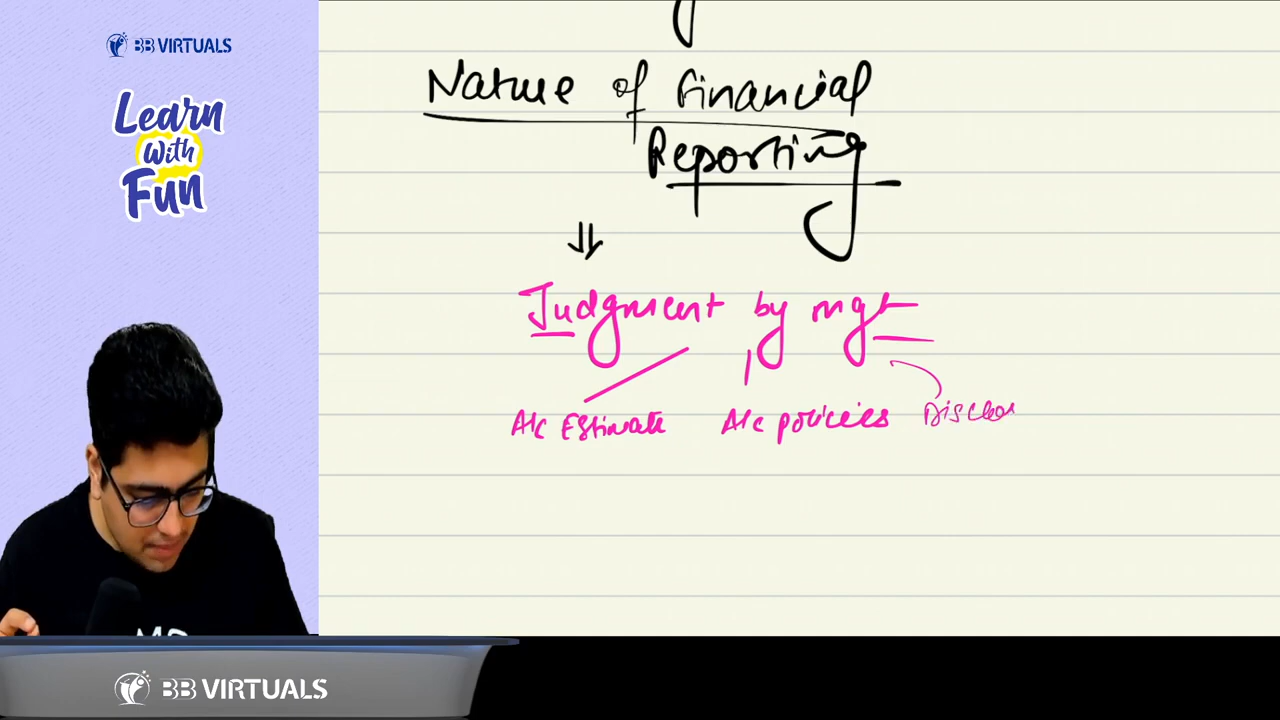 BB VIRTUALS
Learn
With
Fun
Nature of Financial
Reporting
Judgment by mgt
A/c Estimate A/c policies Disclos
BB VIRTUALS